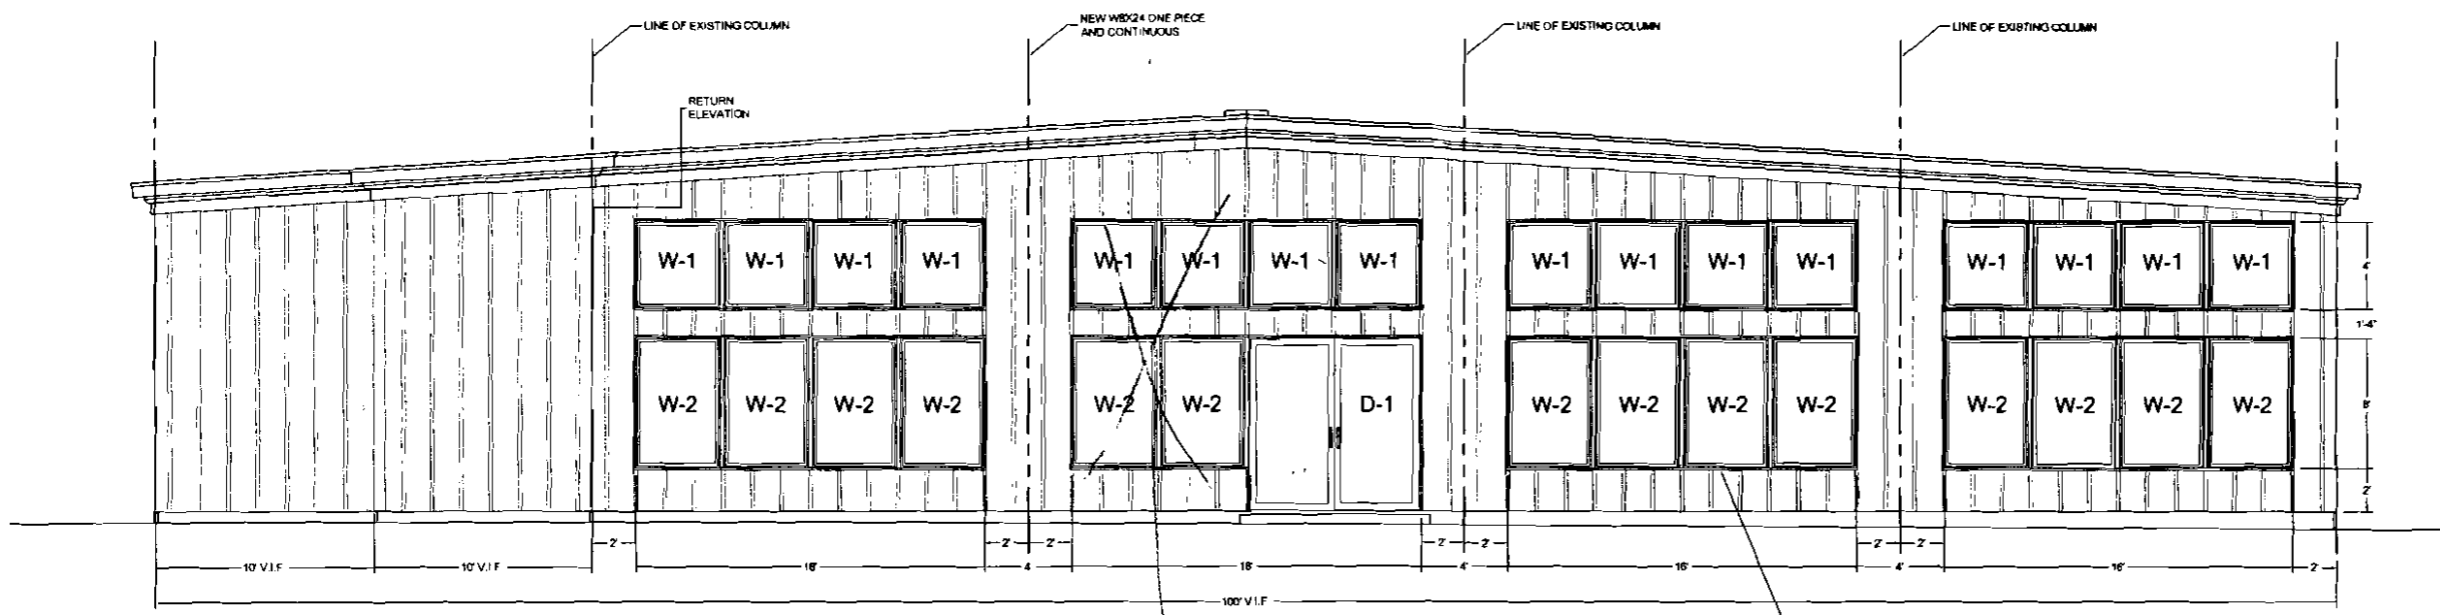 LINE OF EXISTING COLUMN
NEW W8X24 ONE PIECE
AND CONTINUOUS
LINE OF EXISTING COLUMN
LINE OF EXISTING COLUMN
RETURN
ELEVATION
W-1 W-1 W-1 W-1 W-1 W-1 W-1 W-1 W-1 W-1 W-1 W-1 W-1 W-1 W-1 W-1
4'
1'-4"
W-2 W-2 W-2 W-2 W-2 W-2 D-1 W-2 W-2 W-2 W-2 W-2 W-2 W-2 W-2
2'
2' 2' 2' 2' 2' 2' 2'
10' V.I.F 10' V.I.F 16' 4 16' 4' 16' 4' 16' 2'
100' V.I.F